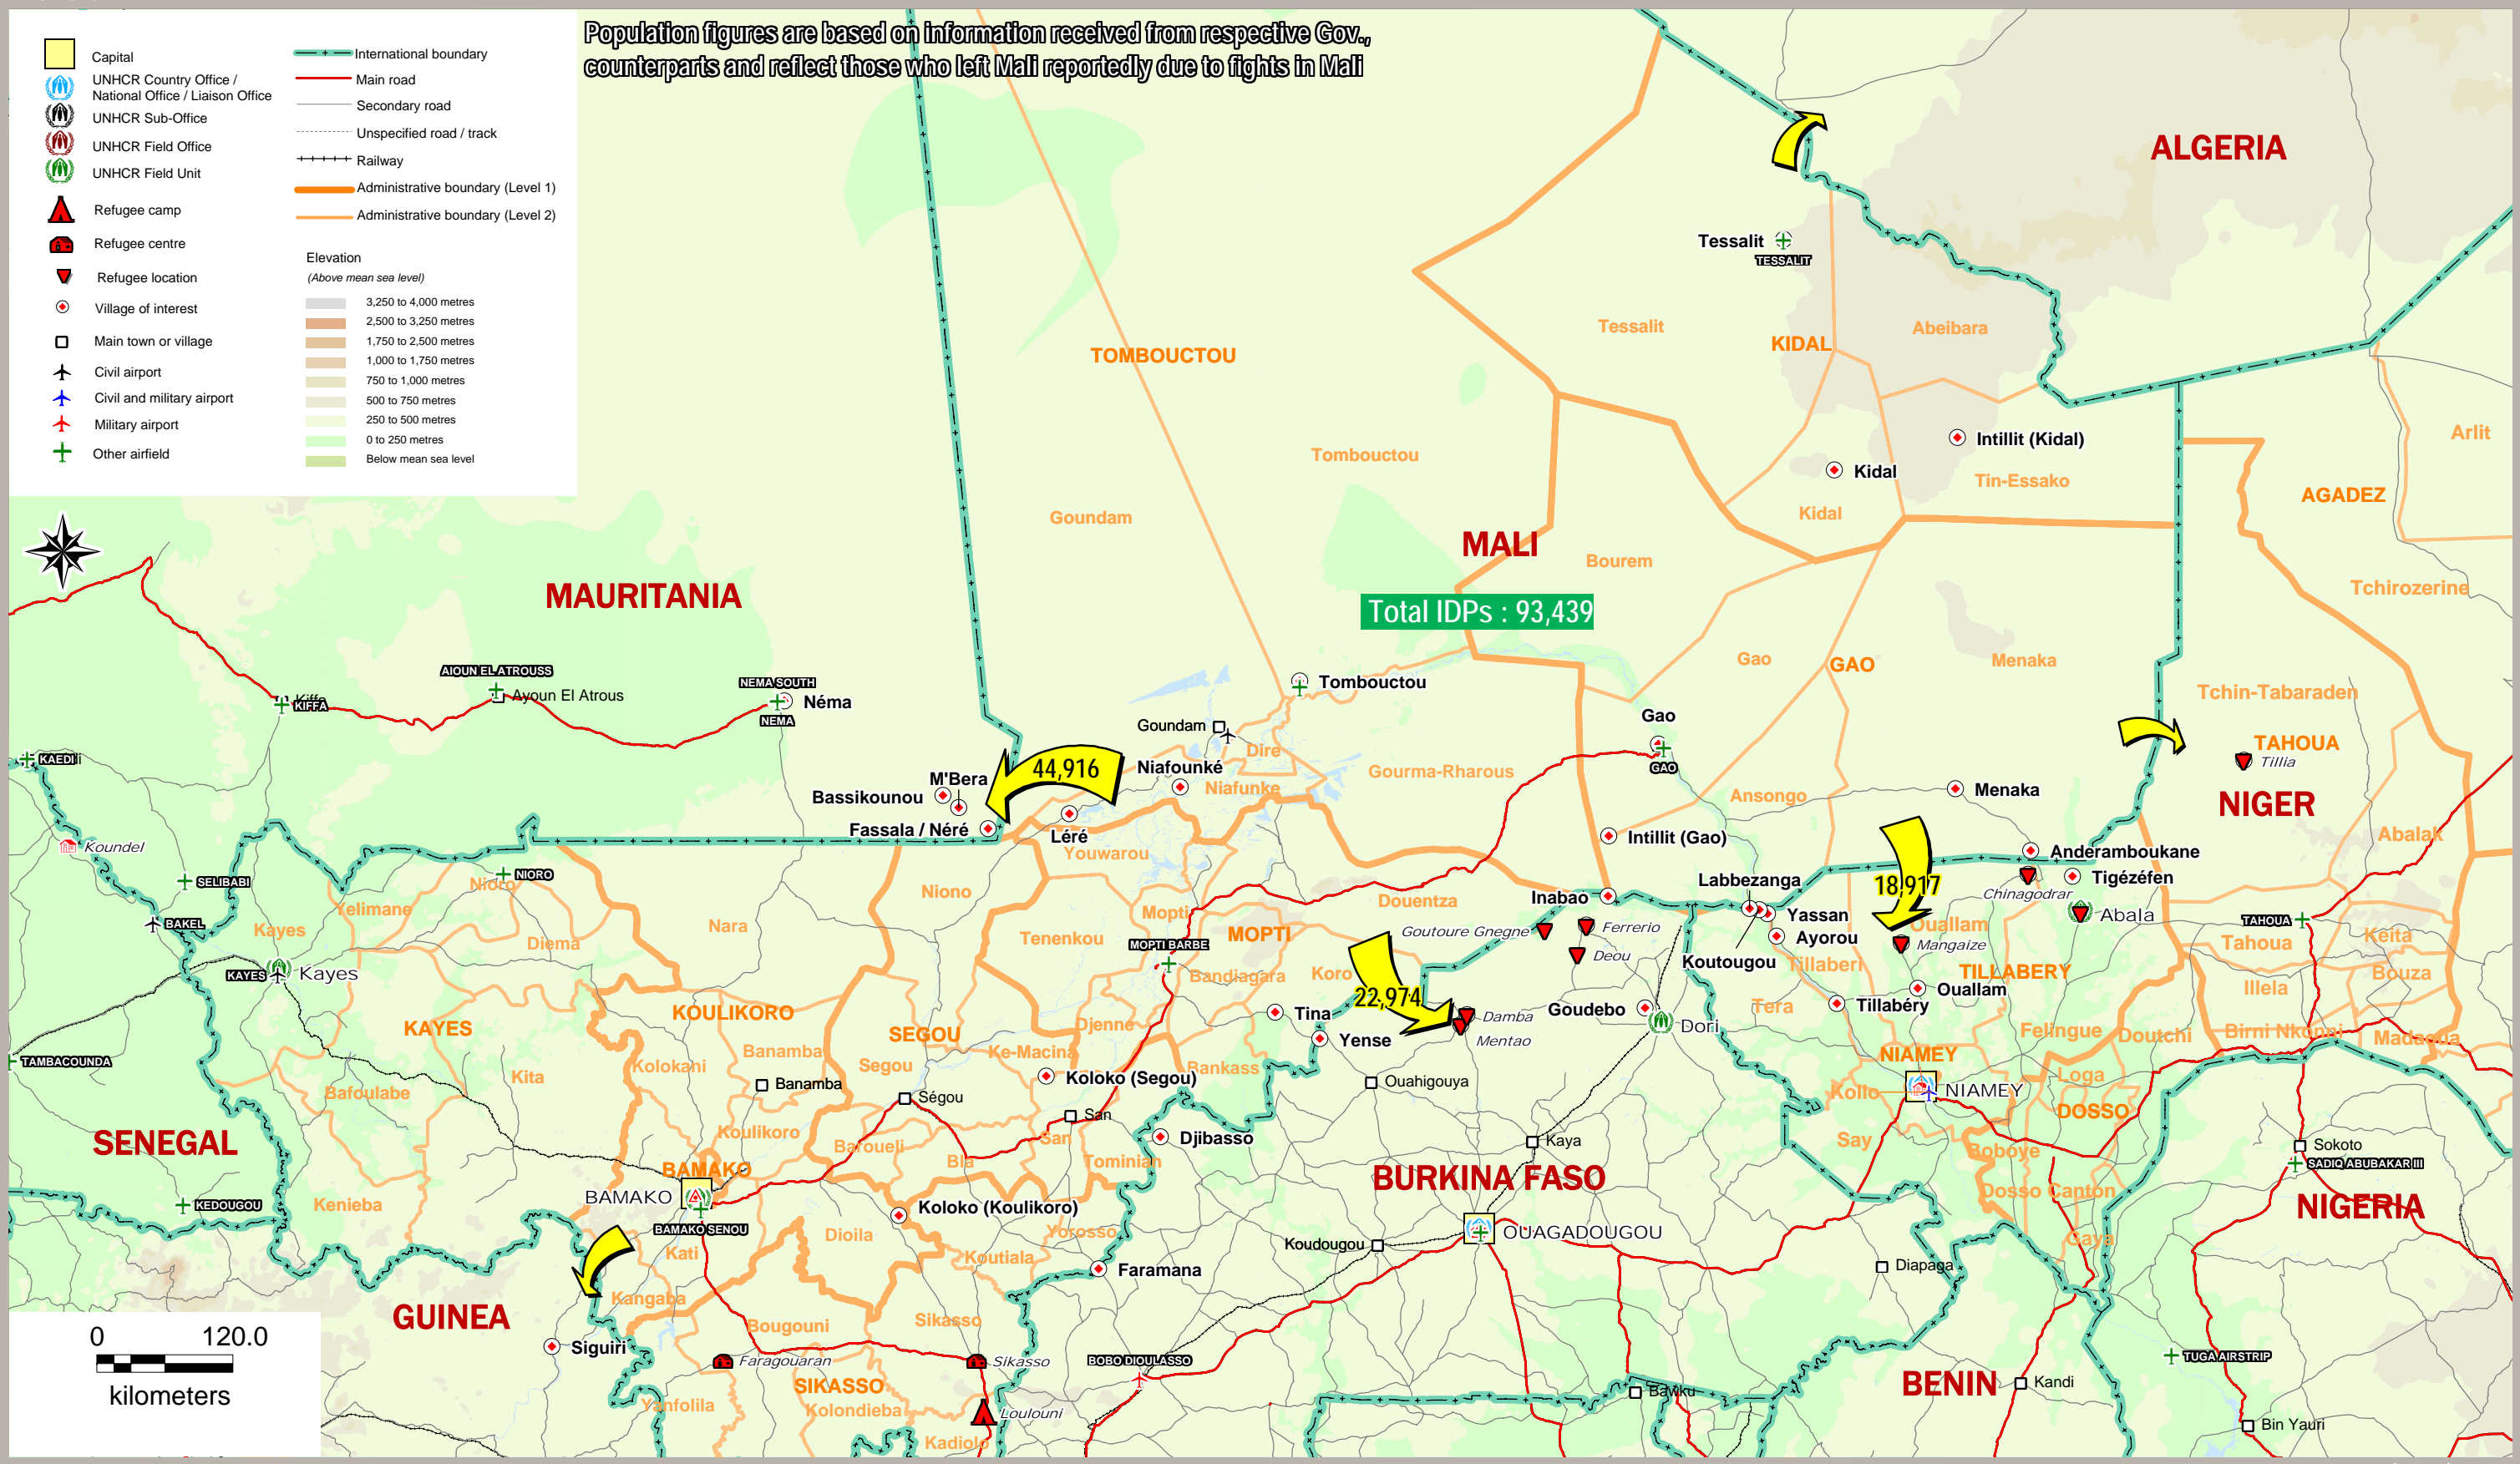 Population figures are based on information received from respective Gov.,
counterparts and reflect those who left Mali reportedly due to fights in Mali
Capital
UNHCR Country Office /
National Office / Liaison Office
UNHCR Sub-Office
UNHCR Field Office
UNHCR Field Unit
Refugee camp
Refugee centre
Refugee location
Village of interest
Main town or village
Civil airport
Civil and military airport
Military airport
Other airfield
International boundary
Main road
Secondary road
Unspecified road / track
Railway
Administrative boundary (Level 1)
Administrative boundary (Level 2)
Elevation
(Above mean sea level)
3,250 to 4,000 metres
2,500 to 3,250 metres
1,750 to 2,500 metres
1,000 to 1,750 metres
750 to 1,000 metres
500 to 750 metres
250 to 500 metres
0 to 250 metres
Below mean sea level
ALGERIA
Tessalit
TESSALIT
Tessalit
KIDAL
Abeibara
TOMBOUCTOU
Tombouctou
Goundam
Intillit (Kidal)
Kidal
Tin-Essako
Kidal
Arlit
AGADEZ
MALI
Bourem
Total IDPs : 93,439
Tchirozerine
MAURITANIA
AIOUN EL ATROUSS
Ayoun El Atrous
NEMA SOUTH
Néma
NEMA
Kiffa
KIFFA
KAEDI
Tombouctou
Goundam
Dire
Gao
GAO
Gao
GAO
Menaka
Tchin-Tabaraden
TAHOUA
Tillia
NIGER
44,916
M'Bera
Bassikounou
Fassala / Néré
Niafounké
Niafunke
Léré
Youwarou
Gourma-Rharous
Ansongo
Menaka
Intillit (Gao)
Abalak
Koundel
SELIBABI
BAKEL
NIORO
Nioro
Yelimane
Kayes
KAYES
Kayes
Diema
Nara
Niono
Tenenkou
Mopti
MOPTI BARBE
MOPTI
Bandiagara
Douentza
Koro
Inabao
Goutoure Gnegne
Ferrerio
Deou
Labbezanga
Yassan
Ayorou
Koutougou
18,917
Anderamboukane
Chinagodrar
Tigézéfen
Abala
Ouallam
Mangaize
Tillaberi
TILLABERY
Ouallam
Tillabéry
Tera
TAHOUA
Tahoua
Keita
Bouza
Illela
22,974
Damba
Mentao
Goudebo
Dori
Tina
Yense
Ouahigouya
KAYES
KOULIKORO
SEGOU
Djenne
Ke-Macina
Banamba
Kolokani
Segou
Bankass
Banamba
Koloko (Segou)
Ségou
San
San
TAMBACOUNDA
Kita
Bafoulabe
Felingue
Doutchi
Birni Nkonni
Madaoua
NIAMEY
NIAMEY
Kollo
Loga
DOSSO
SENEGAL
Koulikoro
Baroueli
Bla
Tominian
Djibasso
Kaya
Say
Boboye
Sokoto
SADIQ ABUBAKAR III
BAMAKO
BAMAKO
BAMAKO SENOU
BURKINA FASO
Dosso Canton
NIGERIA
KEDOUGOU
Kenieba
Koloko (Koulikoro)
Dioila
Yorosso
Koutiala
Kati
Faramana
Koudougou
OUAGADOUGOU
Gaya
Diapaga
Kangaba
GUINEA
Siguiri
Bougouni
Sikasso
Faragouaran
Sikasso
SIKASSO
Kolondieba
Yanfolila
Loulouni
Kadiolo
BOBO DIOULASSO
Bawku
BENIN
Kandi
TUGA AIRSTRIP
Bin Yauri
0 120.0
kilometers